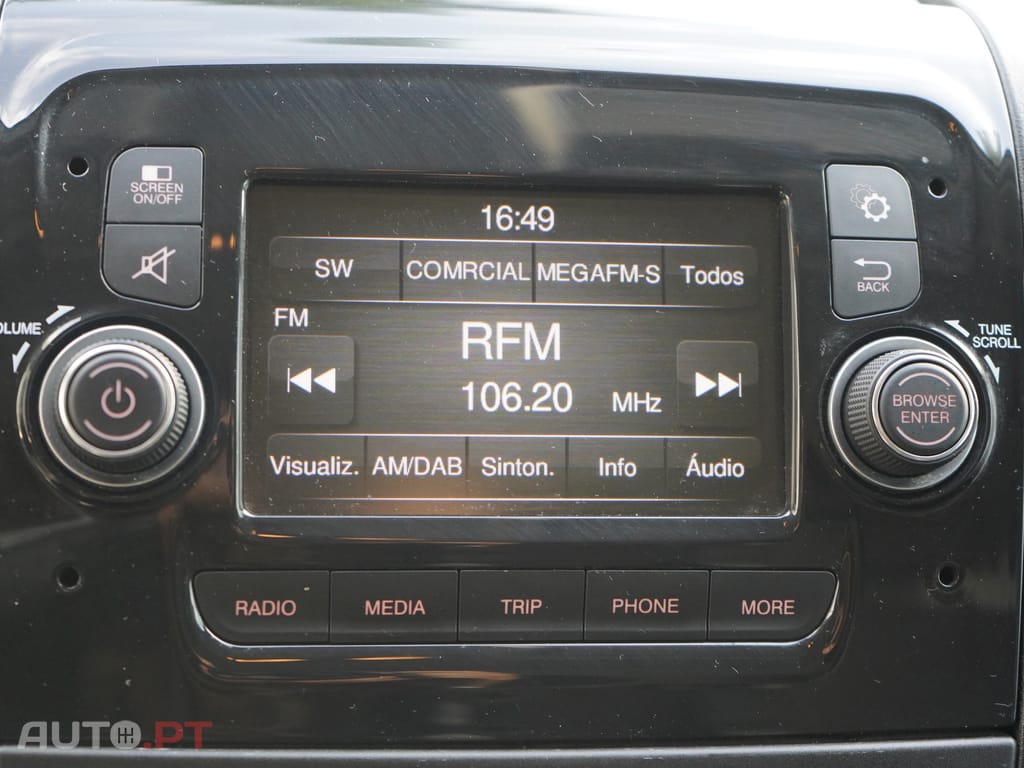 SCREEN
ON/OFF
16:49
SW COMRCIAL MEGAFM-S Todos
BACK
FM
RFM
106.20 MHz
OLUME
TUNE
SCROLL
BROWSE
ENTER
Visualiz. AM/DAB Sinton. Info Áudio
RADIO MEDIA TRIP PHONE MORE
AUTO.PT